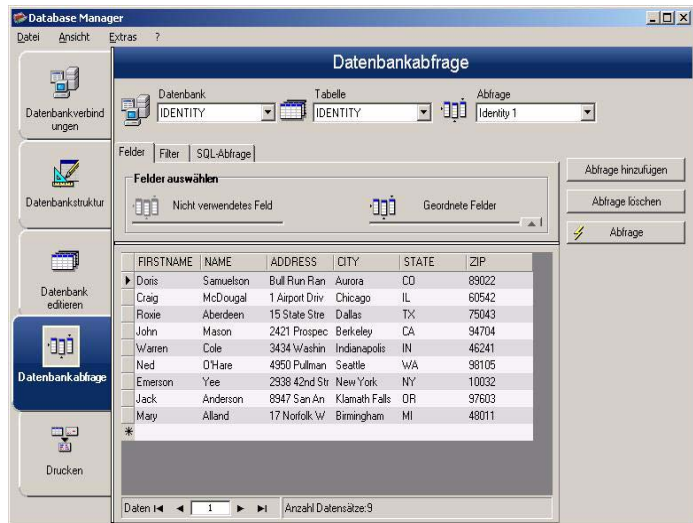 Database Manager
Datei Ansicht Extras ?
Datenbankverbind
ungen
Datenbankstruktur
Datenbank
editieren
Datenbankabfrage
Drucken
Datenbankabfrage
Datenbank Tabelle Abfrage
IDENTITY IDENTITY Identity 1
Felder Filter SQL-Abfrage
Felder auswählen
Nicht verwendetes Feld Geordnete Felder
Abfrage hinzufügen
Abfrage löschen
Abfrage
FIRSTNAME NAME ADDRESS CITY STATE ZIP
Doris Samuelson Bull Run Ran Aurora CO 89022
Craig McDougal 1 Airport Driv Chicago IL 60542
Roxie Aberdeen 15 State Stre Dallas TX 75043
John Mason 2421 Prospec Berkeley CA 94704
Warren Cole 3434 Washin Indianapolis IN 46241
Ned O'Hare 4950 Pullman Seattle WA 98105
Emerson Yee 2938 42nd Str New York NY 10032
Jack Anderson 8947 San An Klamath Falls OR 97603
Mary Alland 17 Norfolk W Birmingham MI 48011
Daten 1 Anzahl Datensätze:9